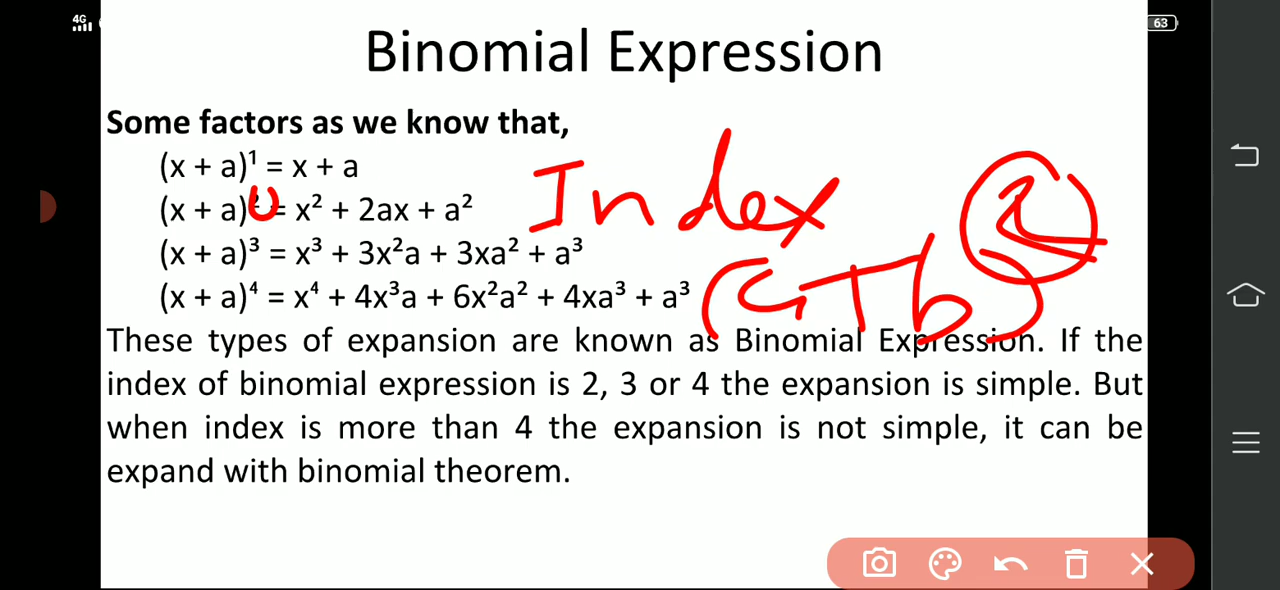 4G
63
Binomial Expression
Some factors as we know that,
(x + a)¹ = x + a
(x + a)² = x² + 2ax + a²
Index
(x + a)³ = x³ + 3x²a + 3xa² + a³
(x + a)⁴ = x⁴ + 4x³a + 6x²a² + 4xa³ + a³
(a+b)²
These types of expansion are known as Binomial Expression. If the
index of binomial expression is 2, 3 or 4 the expansion is simple. But
when index is more than 4 the expansion is not simple, it can be
expand with binomial theorem.